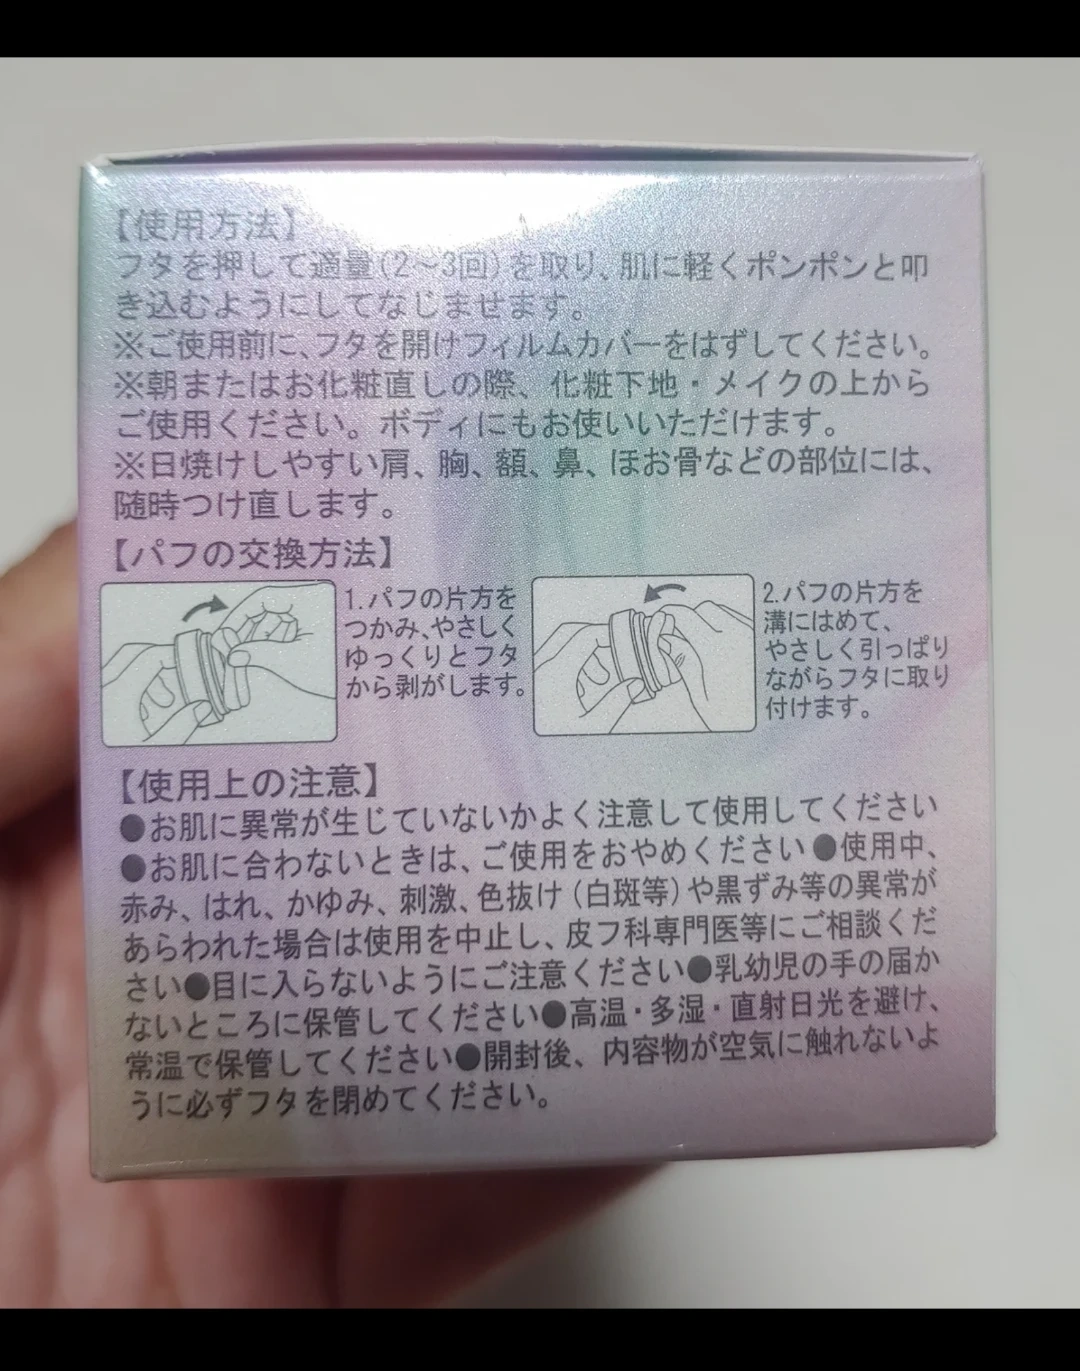 【使用方法】
フタを押して適量(2～3回)を取り、肌に軽くポンポンと叩
き込むようにしてなじませます。
※ご使用前に、フタを開けフィルムカバーをはずしてください。
※朝またはお化粧直しの際、化粧下地・メイクの上から
ご使用ください。ボディにもお使いいただけます。
※日焼けしやすい肩、胸、額、鼻、ほお骨などの部位には、
随時つけ直します。
【パフの交換方法】
1.パフの片方を
つかみ、やさしく
ゆっくりとフタ
から剥がします。
2.パフの片方を
溝にはめて、
やさしく引っぱり
ながらフタに取り
付けます。
【使用上の注意】
●お肌に異常が生じていないかよく注意して使用してください
●お肌に合わないときは、ご使用をおやめください●使用中、
赤み、はれ、かゆみ、刺激、色抜け(白斑等)や黒ずみ等の異常が
あらわれた場合は使用を中止し、皮フ科専門医等にご相談くだ
さい●目に入らないようにご注意ください●乳幼児の手の届か
ないところに保管してください●高温・多湿・直射日光を避け、
常温で保管してください●開封後、内容物が空気に触れないよ
うに必ずフタを閉めてください。